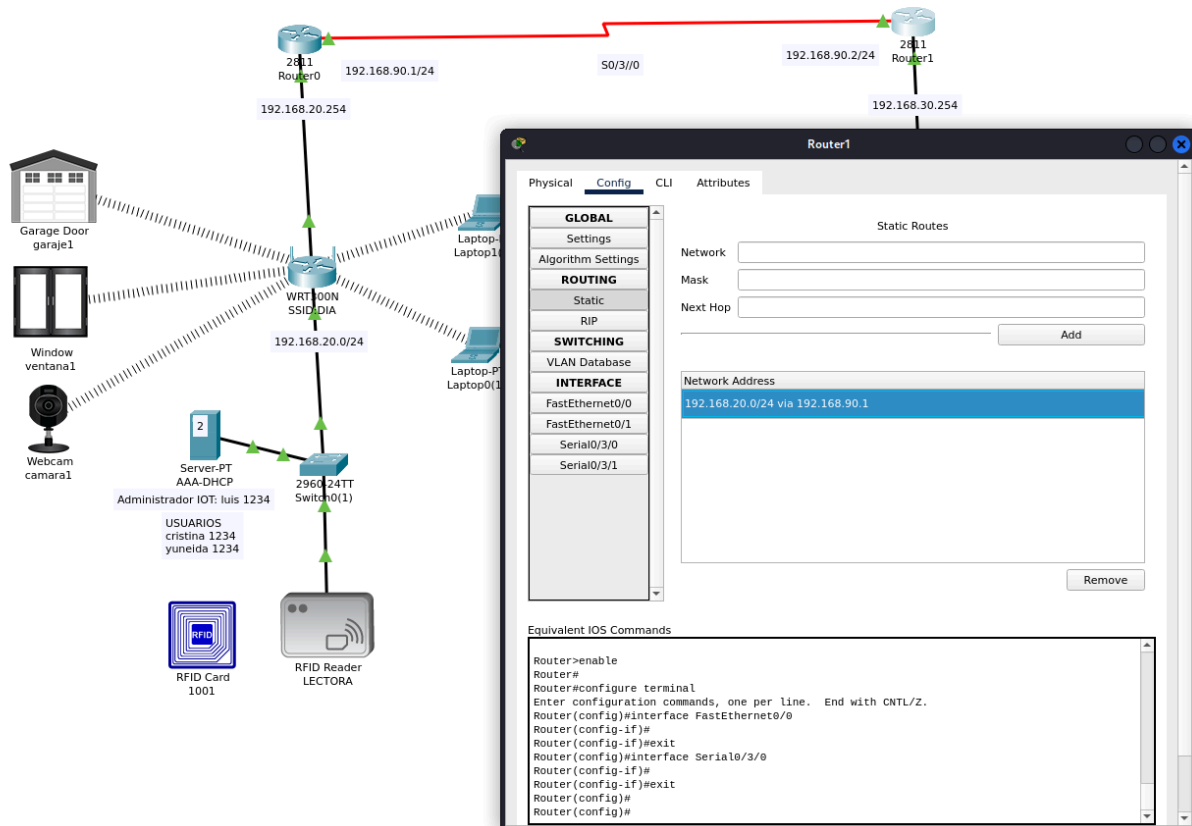 2811
Router0
192.168.90.1/24
S0/3//0
192.168.90.2/24
2811
Router1
192.168.20.254
192.168.30.254
Garage Door
garaje1
Window
ventana1
Webcam
camara1
WRT300N
SSID:DIA
192.168.20.0/24
Laptop-
Laptop1(
Laptop-PT
Laptop0(1
2
Server-PT
AAA-DHCP
Administrador IOT: luis 1234
USUARIOS
cristina 1234
yuneida 1234
2960-24TT
Switch0(1)
RFID
RFID Card
1001
RFID Reader
LECTORA
Router1
Physical Config CLI Attributes
GLOBAL
Settings
Algorithm Settings
ROUTING
Static
RIP
SWITCHING
VLAN Database
INTERFACE
FastEthernet0/0
FastEthernet0/1
Serial0/3/0
Serial0/3/1
Static Routes
Network
Mask
Next Hop
Add
Network Address
192.168.20.0/24 via 192.168.90.1
Remove
Equivalent IOS Commands
Router>enable
Router#
Router#configure terminal
Enter configuration commands, one per line. End with CNTL/Z.
Router(config)#interface FastEthernet0/0
Router(config-if)#
Router(config-if)#exit
Router(config)#interface Serial0/3/0
Router(config-if)#
Router(config-if)#exit
Router(config)#
Router(config)#